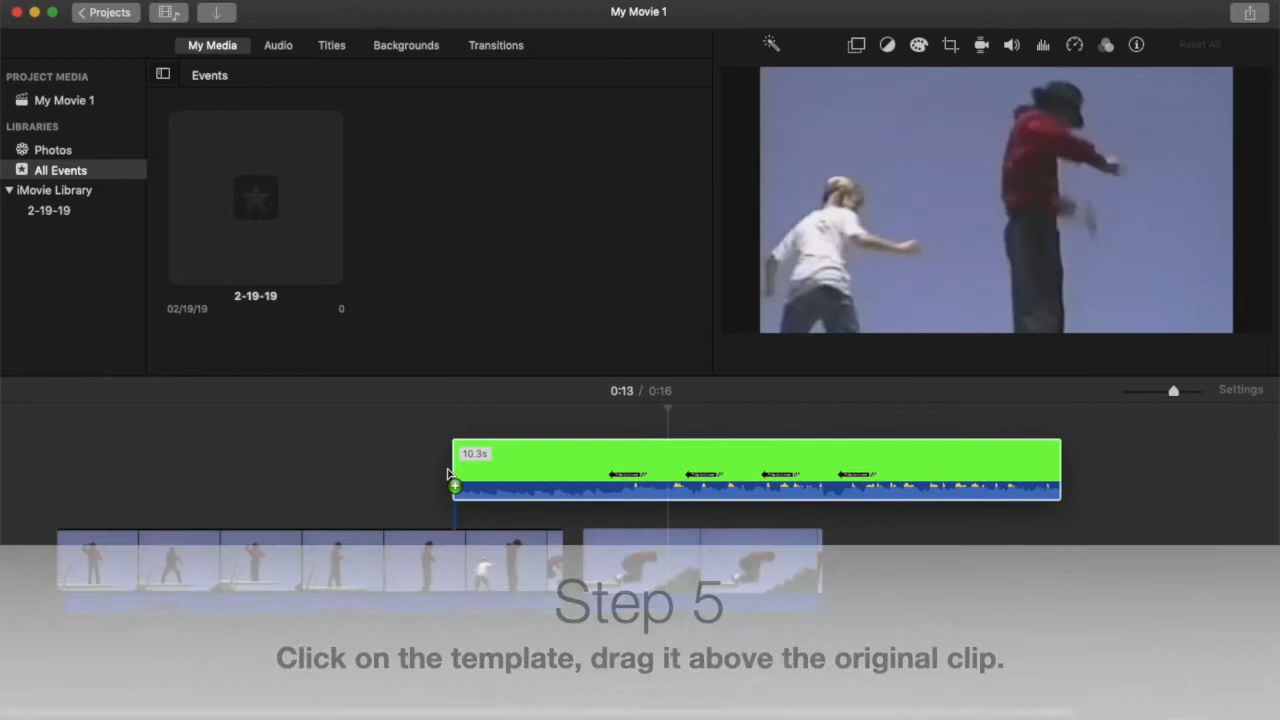 Projects
My Movie 1
My Media
Audio
Titles
Backgrounds
Transitions
Reset All
PROJECT MEDIA
My Movie 1
LIBRARIES
Photos
All Events
iMovie Library
2-19-19
Events
2-19-19
02/19/19
0
0:13 / 0:16
Settings
10.3s
Step 5
Click on the template, drag it above the original clip.